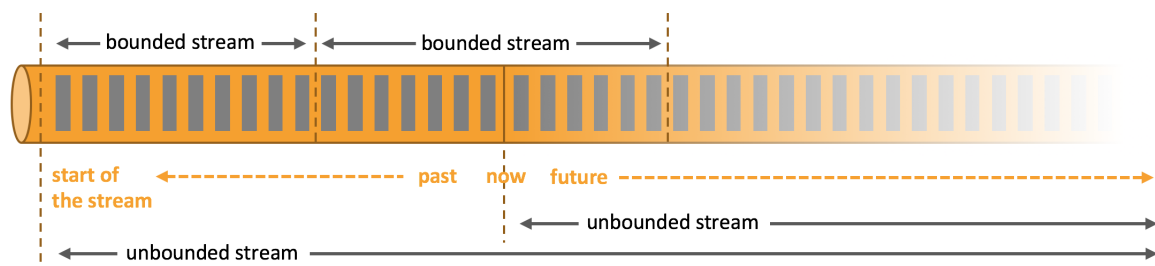 bounded stream
bounded stream
start of
the stream
past
now
future
unbounded stream
unbounded stream